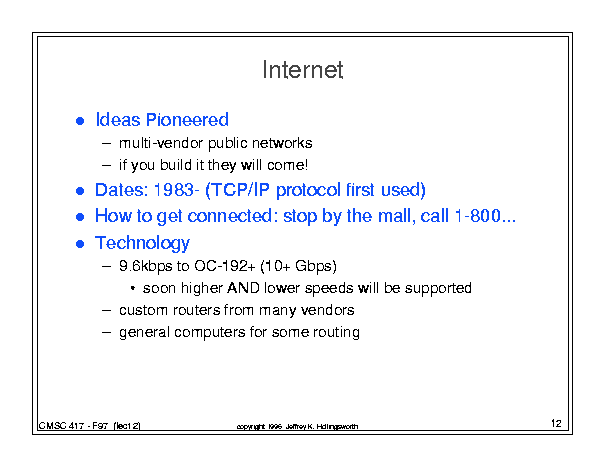 Internet
● Ideas Pioneered
– multi-vendor public networks
– if you build it they will come!
● Dates: 1983- (TCP/IP protocol first used)
● How to get connected: stop by the mall, call 1-800...
● Technology
– 9.6kbps to OC-192+ (10+ Gbps)
• soon higher AND lower speeds will be supported
– custom routers from many vendors
– general computers for some routing
CMSC 417 - F97 (lect2) copyright 1996 Jeffrey K. Hollingsworth 12